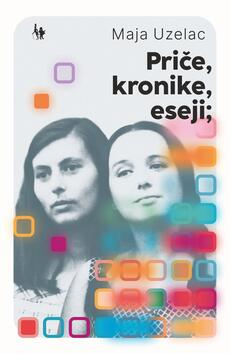 Maja Uzelac
Priče,
kronike,
eseji;